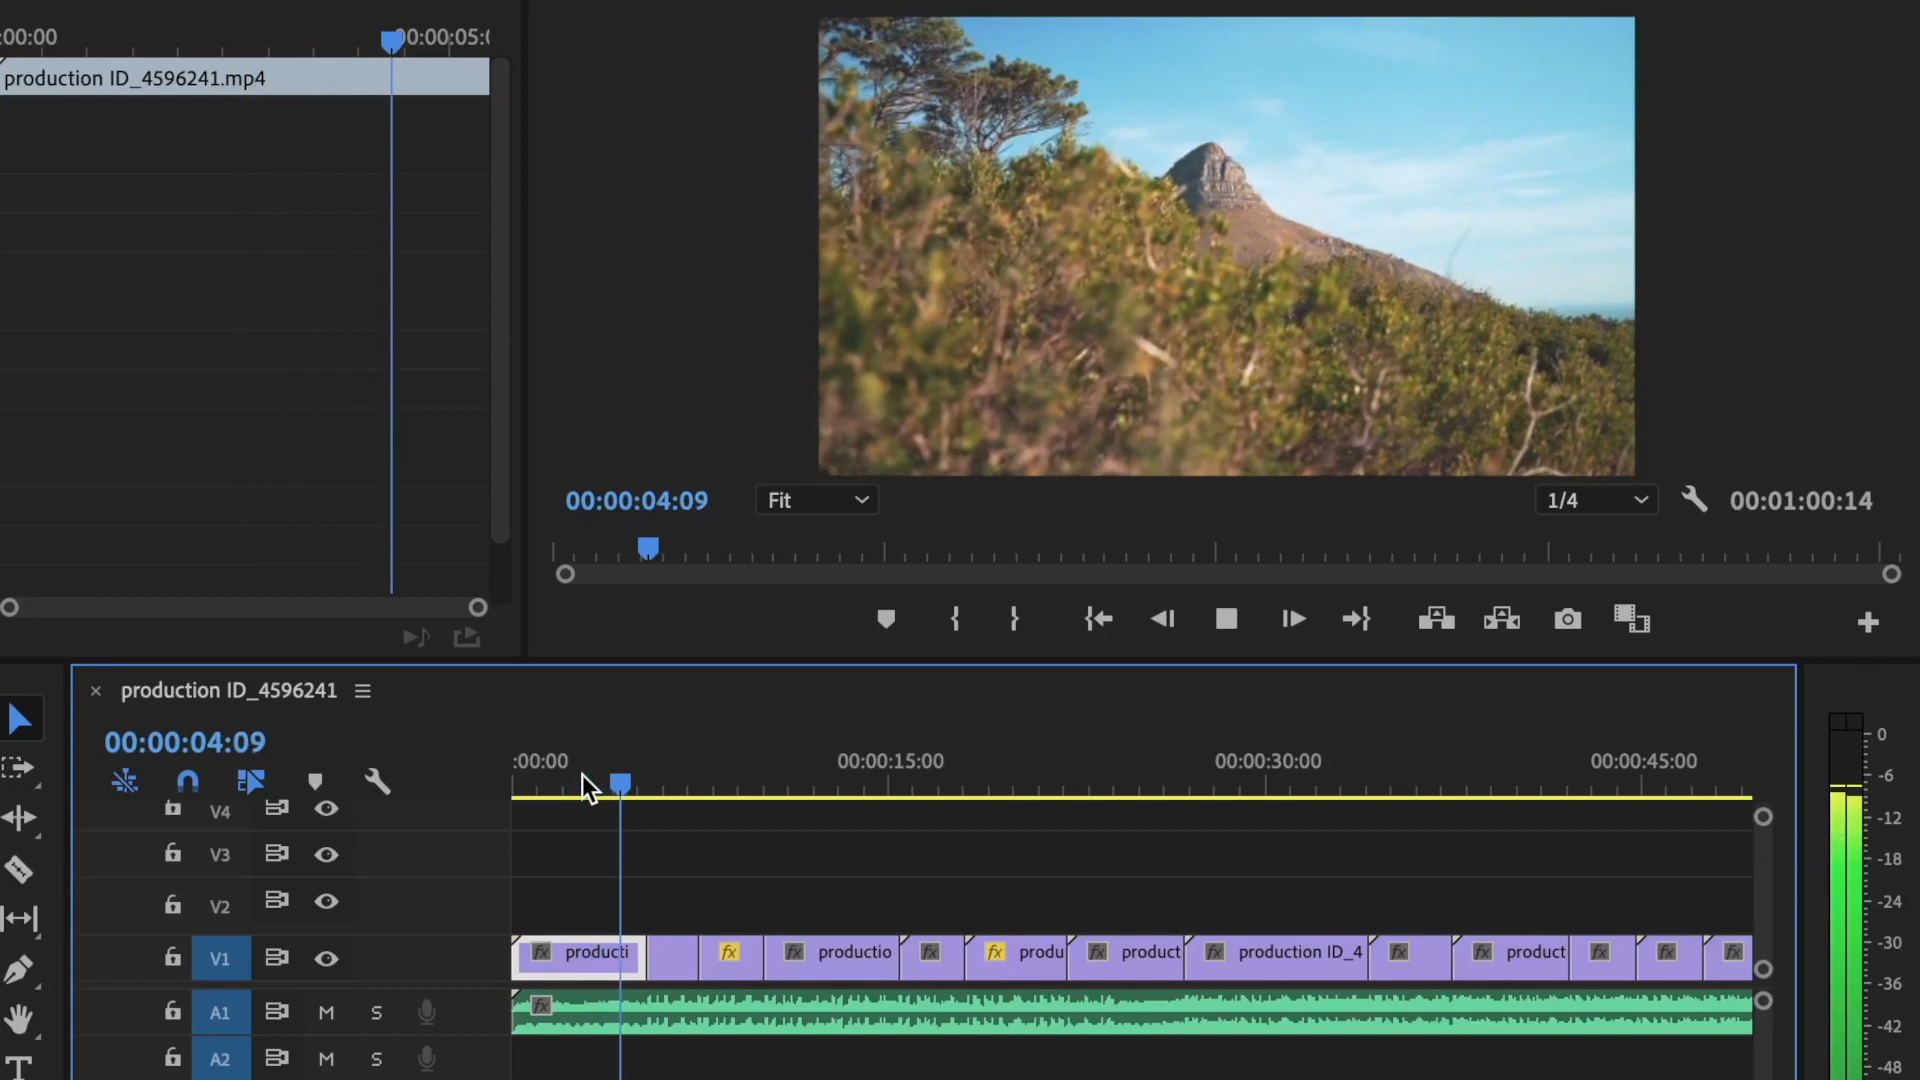 :00:00
00:00:05:0
production ID_4596241.mp4
00:00:04:09
Fit
1/4
00:01:00:14
production ID_4596241
00:00:04:09
:00:00
00:00:15:00
00:00:30:00
00:00:45:00
V4
V3
V2
V1
fx producti
fx
fx productio
fx
fx produ
fx product
fx production ID_4
fx
fx product
fx
fx
fx
A1
M
S
fx
A2
M
S
T
0
-6
-12
-18
-24
-30
-36
-42
-48